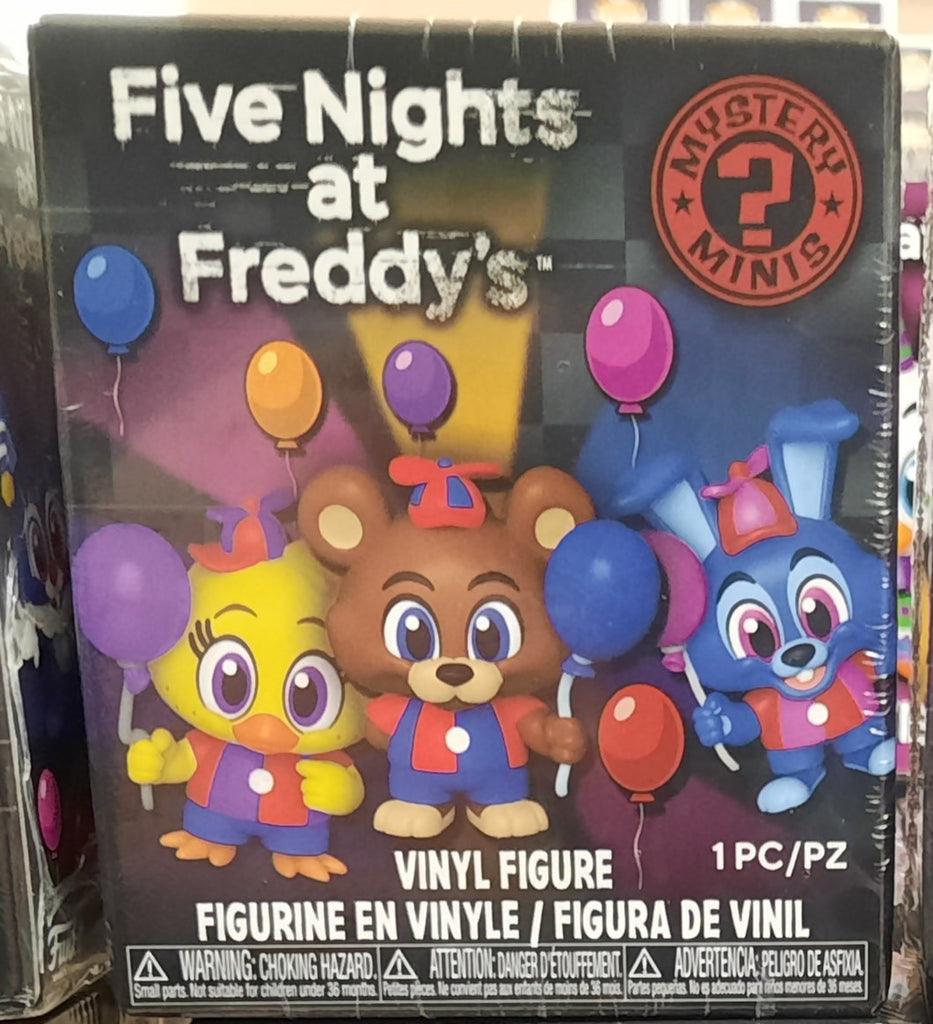 Five Nights
at
Freddy's™
MYSTERY
?
MINIS
1 PC/PZ
VINYL FIGURE
FIGURINE EN VINYLE / FIGURA DE VINIL
WARNING: CHOKING HAZARD.
Small parts. Not suitable for children under 36 months.
ATTENTION: DANGER D'ÉTOUFFEMENT.
Petites pièces. Ne convient pas aux enfants de moins de 36 mois.
ADVERTENCIA: PELIGRO DE ASFIXIA.
Partes pequeñas. No es adecuado para niños menores de 36 meses.
Funko